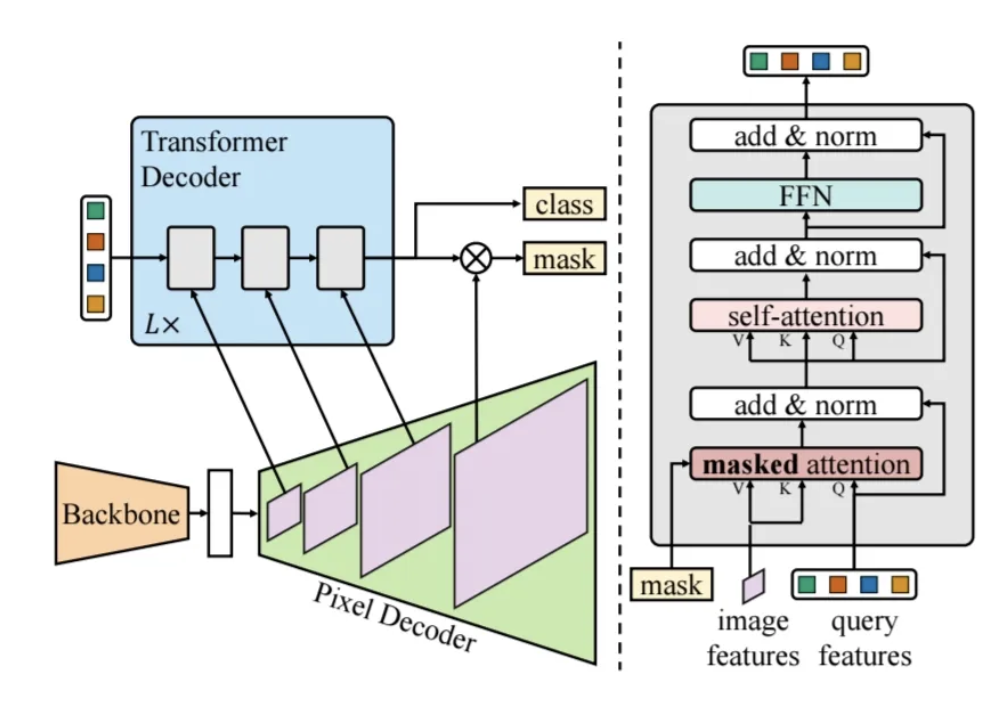 Transformer
Decoder
L×
class
mask
Backbone
Pixel Decoder
add & norm
FFN
add & norm
self-attention
V K Q
add & norm
masked attention
V K Q
mask
image
features
query
features